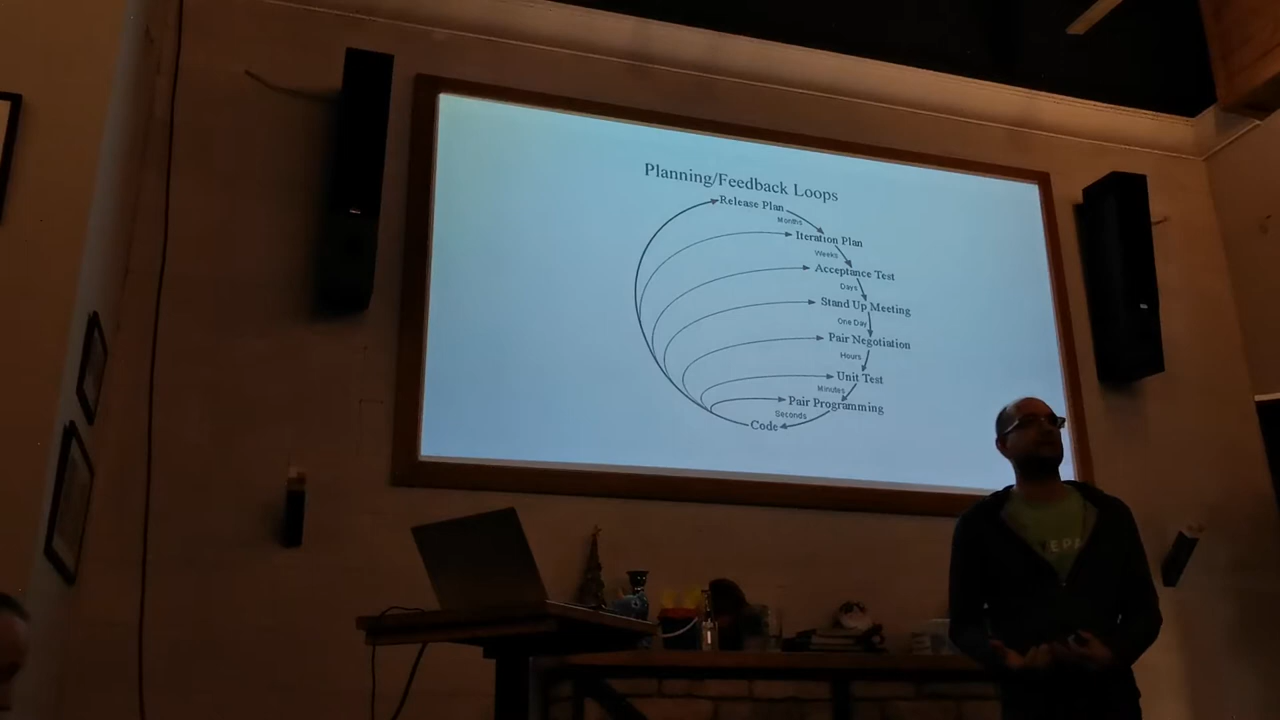 Planning/Feedback Loops
Release Plan
Months
Iteration Plan
Weeks
Acceptance Test
Days
Stand Up Meeting
One Day
Pair Negotiation
Hours
Unit Test
Minutes
Pair Programming
Seconds
Code